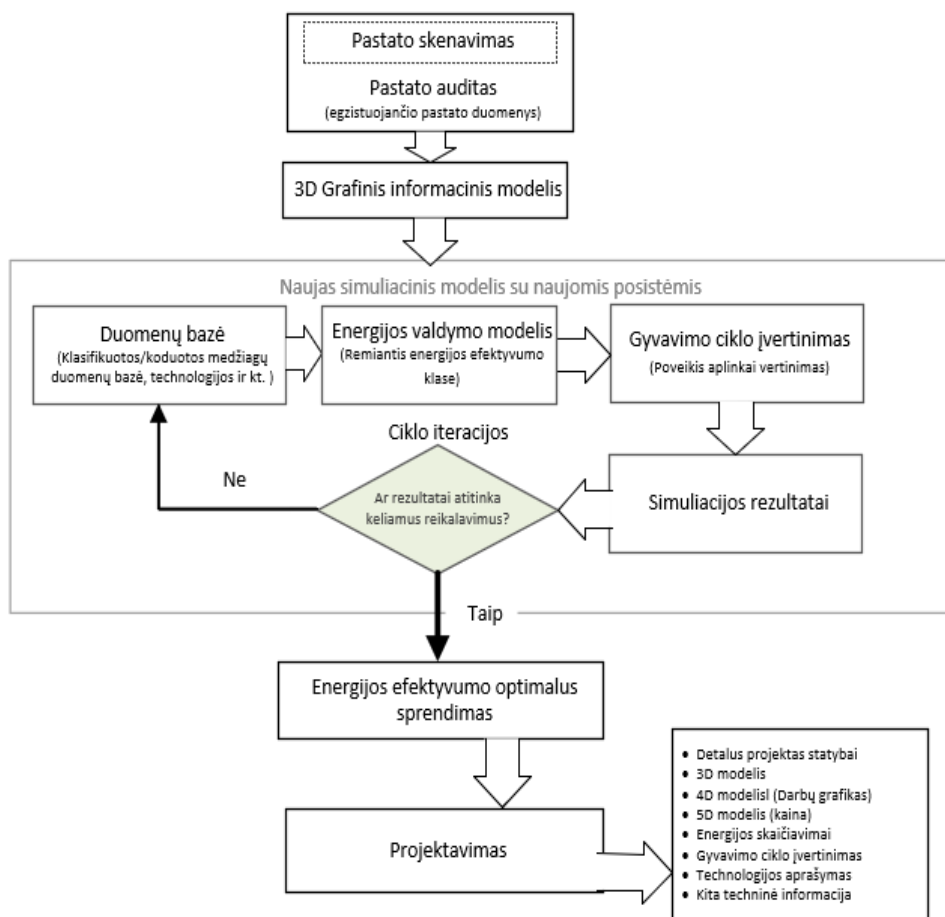 Pastato skenavimas
Pastato auditas
(egzistuojančio pastato duomenys)
3D Grafinis informacinis modelis
Naujas simuliacinis modelis su naujomis posistėmis
Duomenų bazė
(Klasifikuotos/koduotos medžiagų
duomenų bazė, technologijos ir kt. )
Energijos valdymo modelis
(Remiantis energijos efektyvumo
klase)
Gyvavimo ciklo įvertinimas
(Poveikis aplinkai vertinimas)
Ciklo iteracijos
Ne
Ar rezultatai atitinka
keliamus reikalavimus?
Simuliacijos rezultatai
Taip
Energijos efektyvumo optimalus
sprendimas
Projektavimas
• Detalus projektas statybai
• 3D modelis
• 4D modelisl (Darbų grafikas)
• 5D modelis (kaina)
• Energijos skaičiavimai
• Gyvavimo ciklo įvertinimas
• Technologijos aprašymas
• Kita techninė informacija